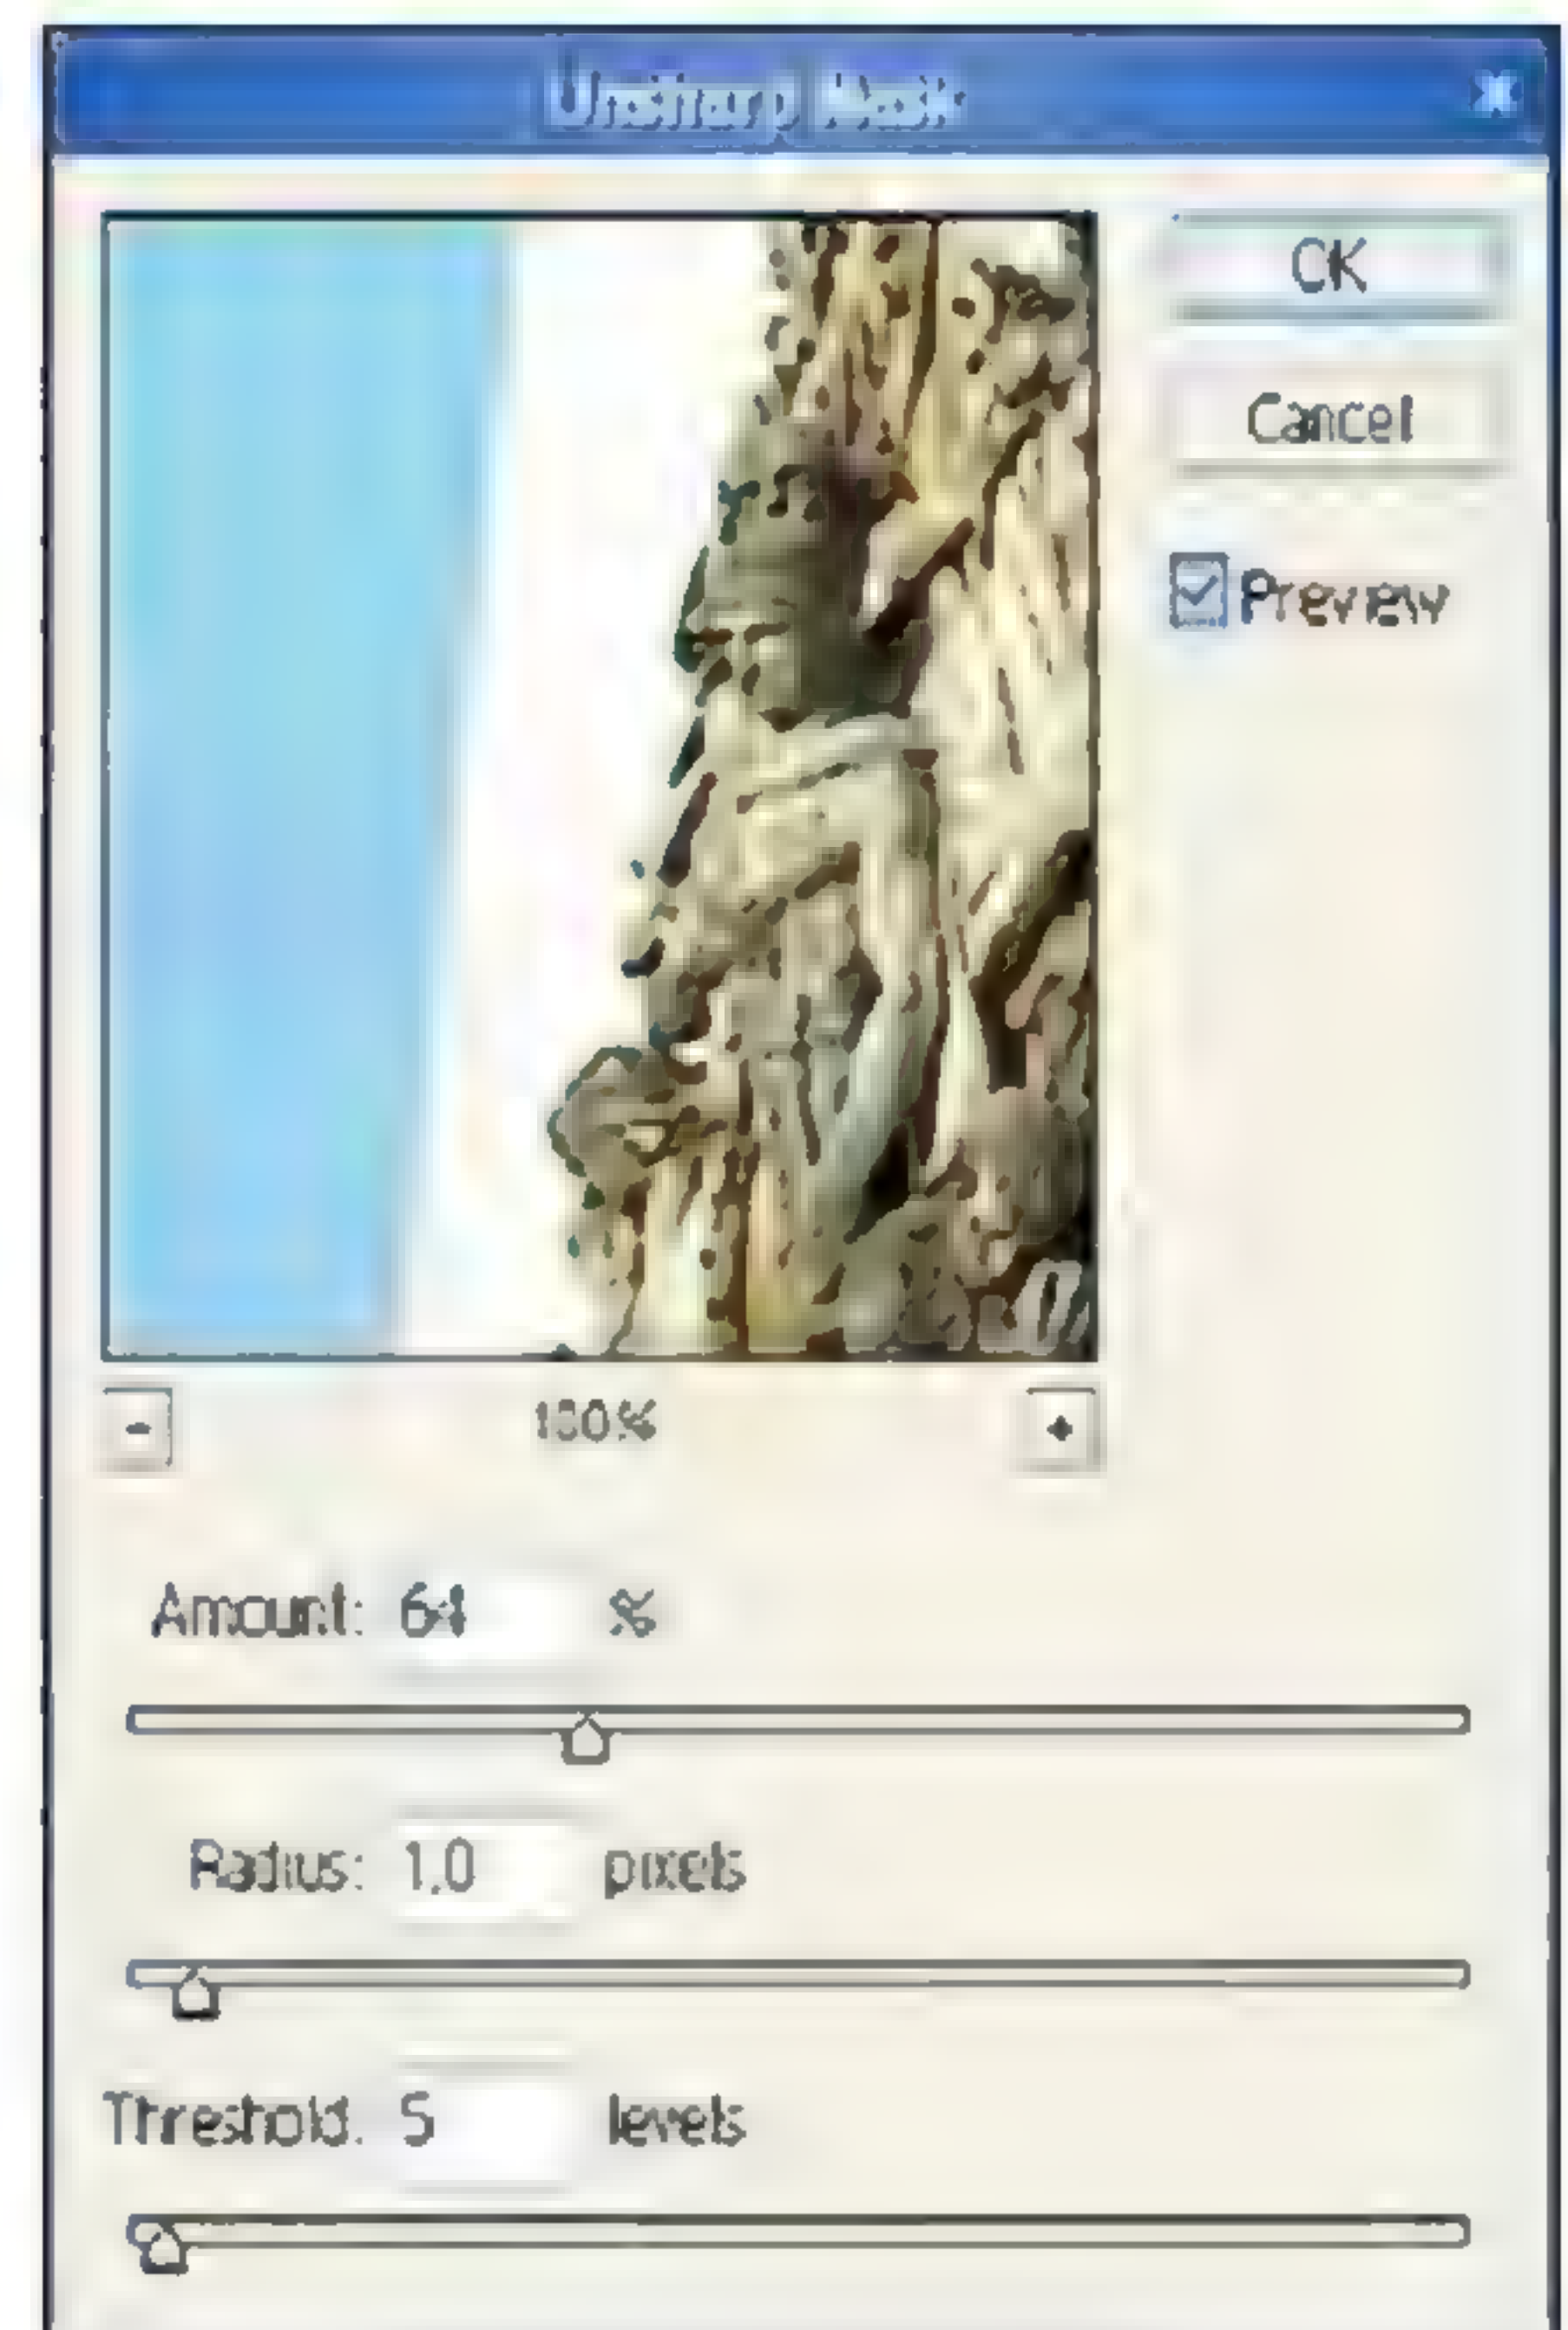 Unsharp Mask
OK
Cancel
Preview
100%
Amount: 64 %
Radius: 1.0 pixels
Threshold: 5 levels